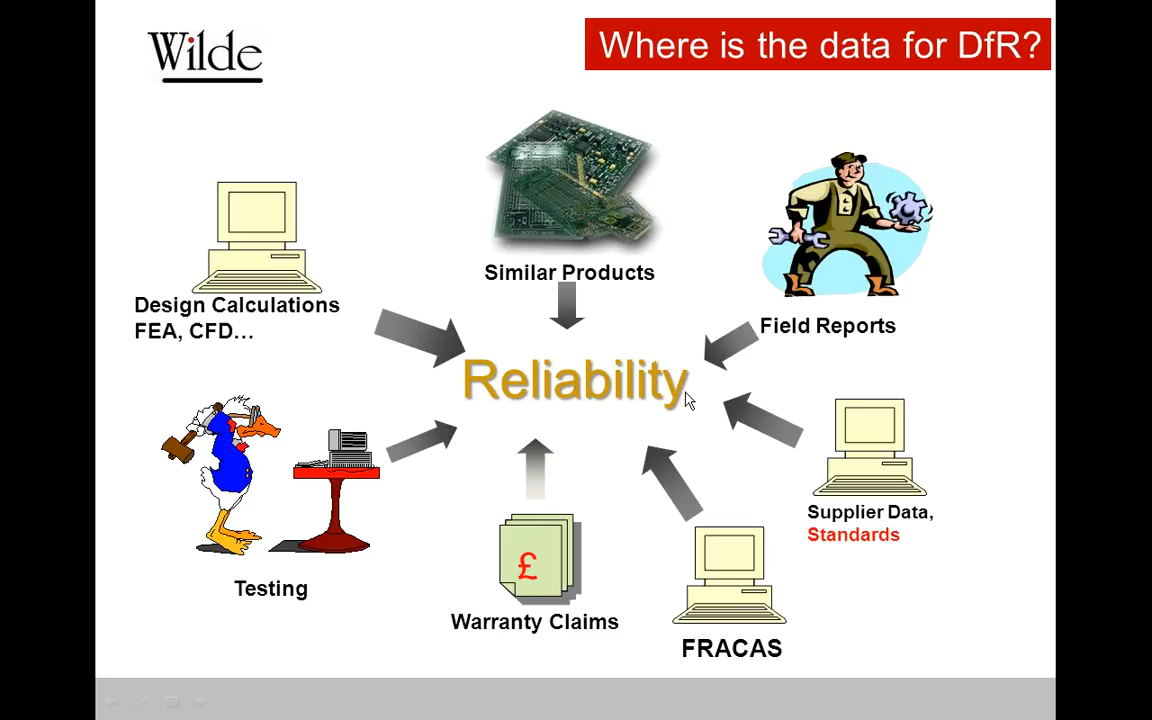 Wilde
Where is the data for DfR?
Similar Products
Design Calculations
FEA, CFD…
Field Reports
Reliability
Supplier Data,
Standards
Testing
£
Warranty Claims
FRACAS